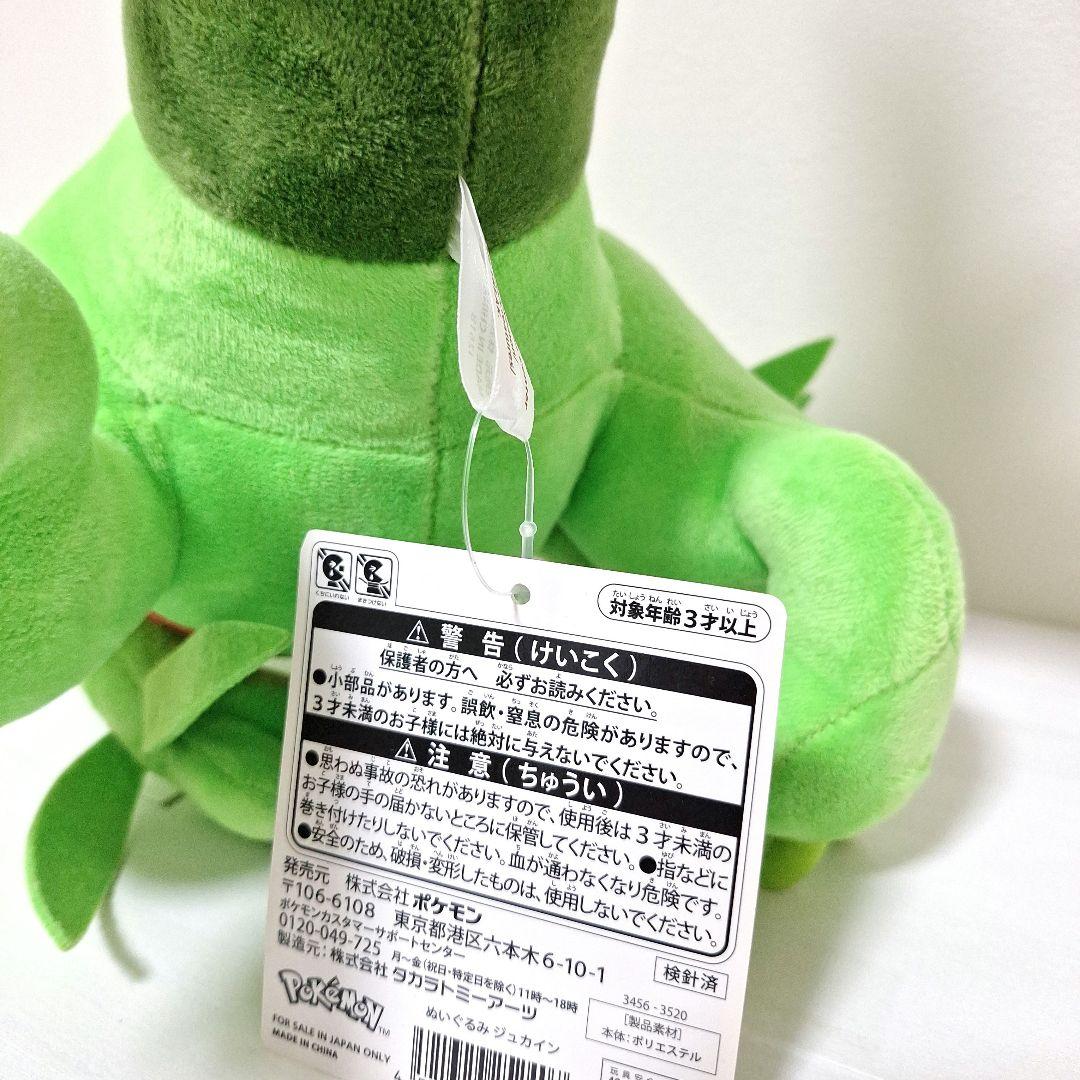 くちにいれない
まきつけない
対象年齢3才以上
⚠ 警告(けいこく)
保護者の方へ 必ずお読みください。
●小部品があります。誤飲・窒息の危険がありますので、
3才未満のお子様には絶対に与えないでください。
⚠ 注意(ちゅうい)
●思わぬ事故の恐れがありますので、使用後は3才未満の
お子様の手の届かないところに保管してください。●指などに
巻き付けたりしないでください。血が通わなくなり危険です。
●安全のため、破損・変形したものは、使用しないでください。
発売元 株式会社ポケモン
〒106-6108 東京都港区六本木6-10-1
ポケモンカスタマーサポートセンター
0120-049-725 月〜金(祝日・特定日を除く)11時〜18時
製造元:株式会社タカラトミーアーツ
検針済
POKéMON™
ぬいぐるみ ジュカイン
3456-3520
[製品素材]
本体:ポリエステル
FOR SALE IN JAPAN ONLY
MADE IN CHINA